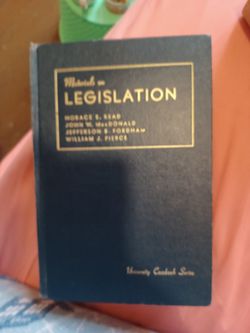 Materials on
LEGISLATION
HORACE E. READ
JOHN W. MacDONALD
JEFFERSON B. FORDHAM
WILLIAM J. PIERCE
University Casebook Series